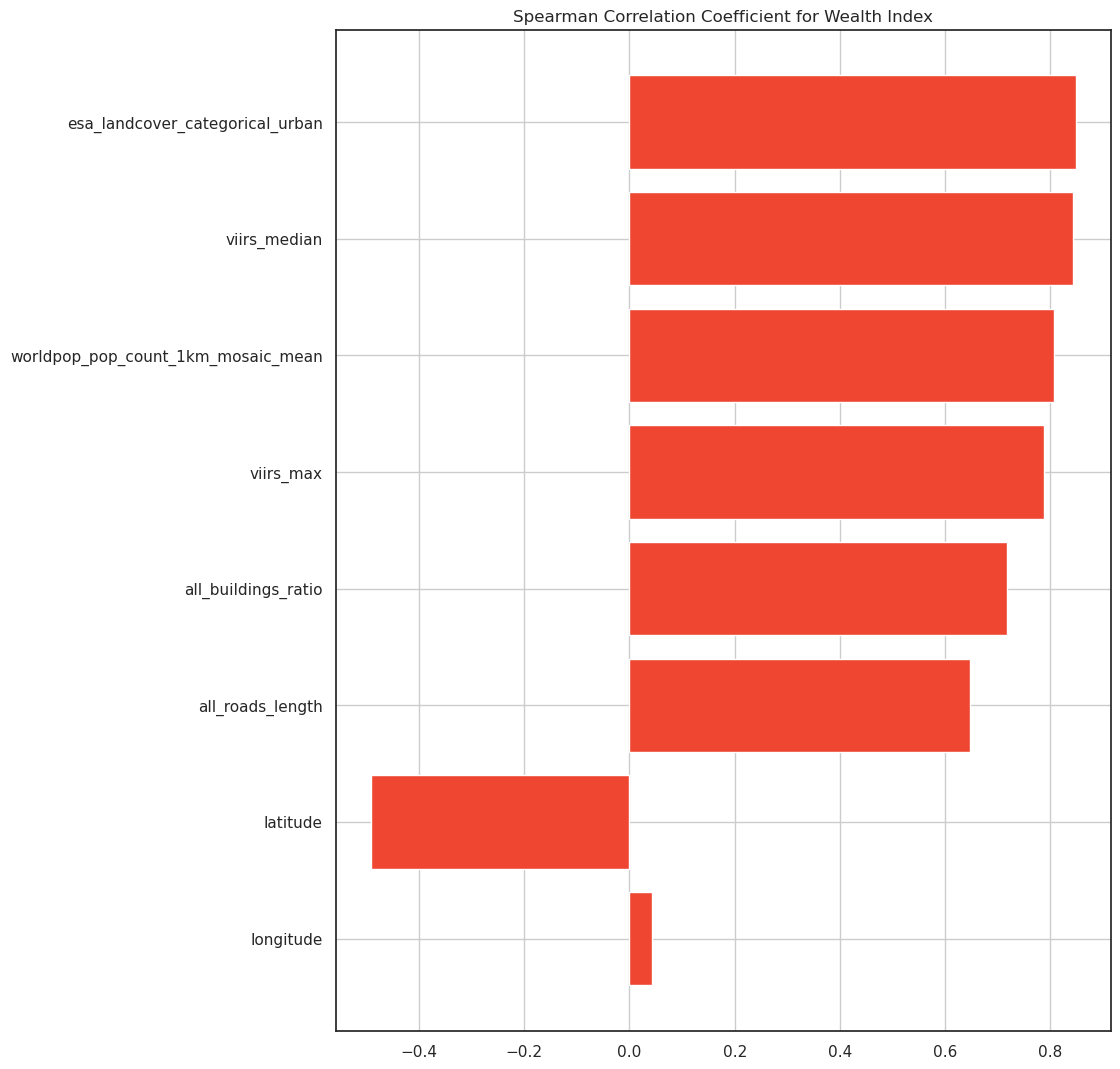 Spearman Correlation Coefficient for Wealth Index
esa_landcover_categorical_urban
viirs_median
worldpop_pop_count_1km_mosaic_mean
viirs_max
all_buildings_ratio
all_roads_length
latitude
longitude
−0.4 −0.2 0.0 0.2 0.4 0.6 0.8